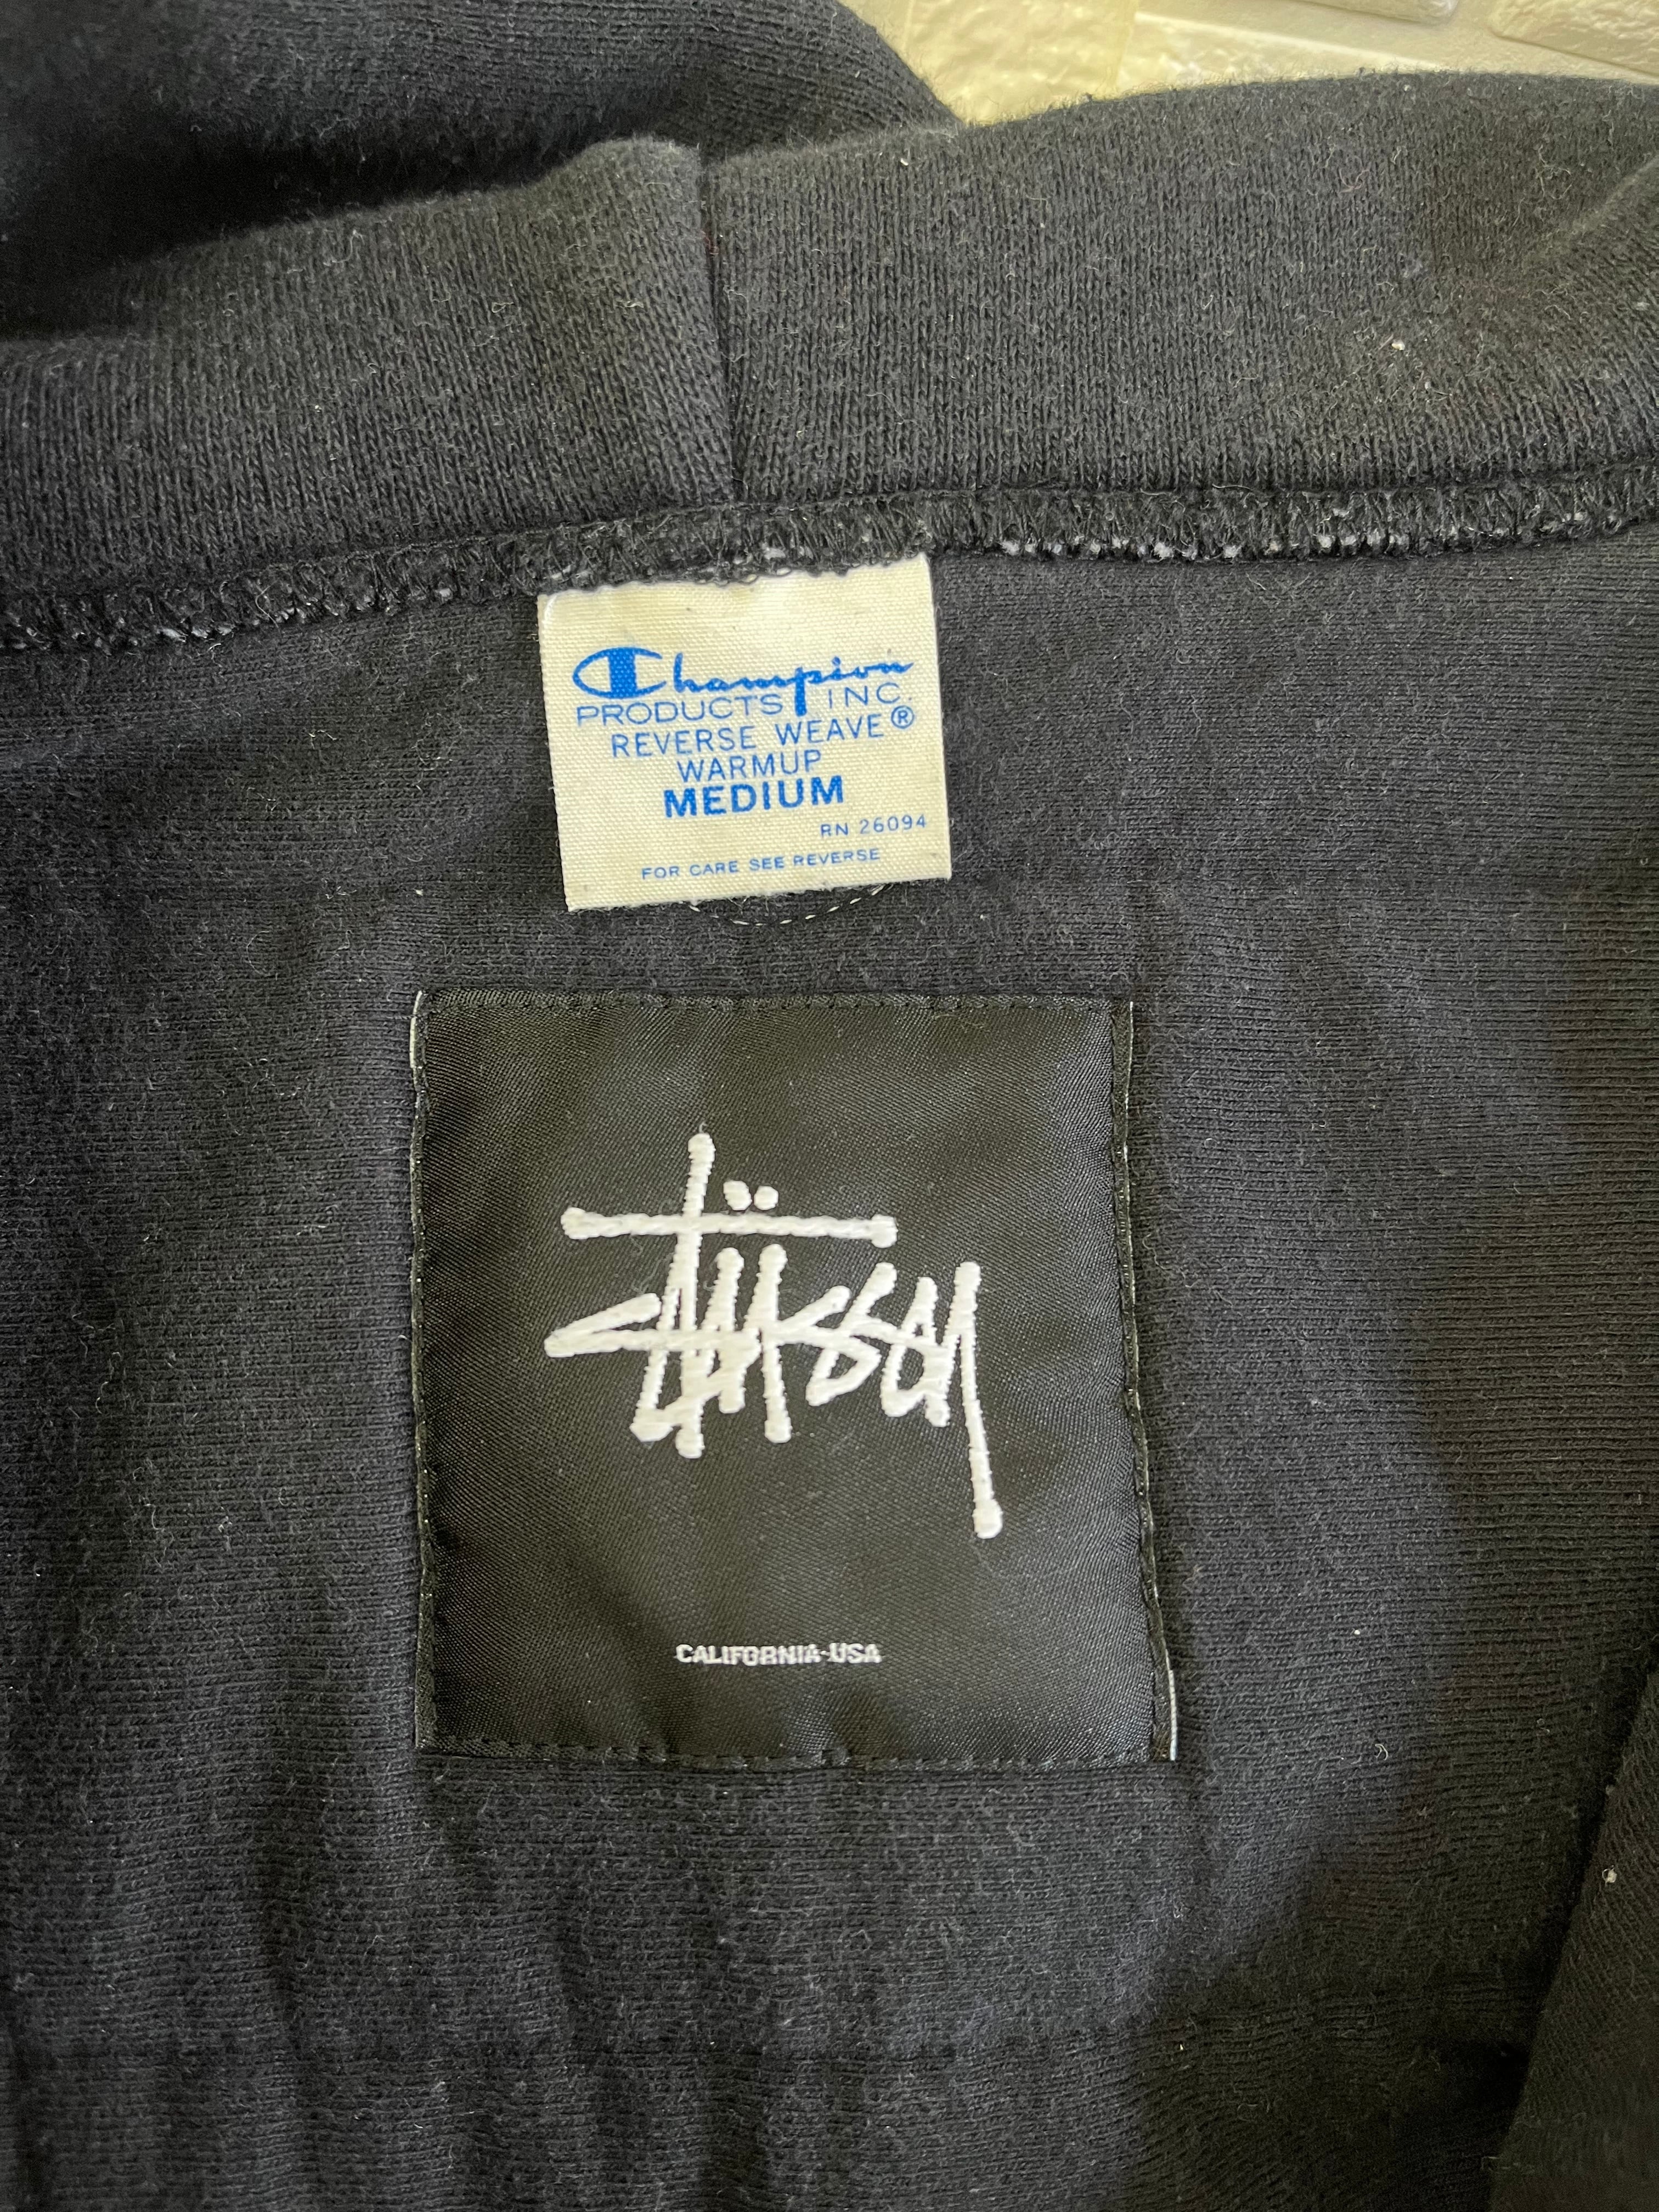 Champion
PRODUCTS INC.
REVERSE WEAVE®
WARMUP
MEDIUM
RN 26094
FOR CARE SEE REVERSE
Stüssy
CALIFORNIA-USA